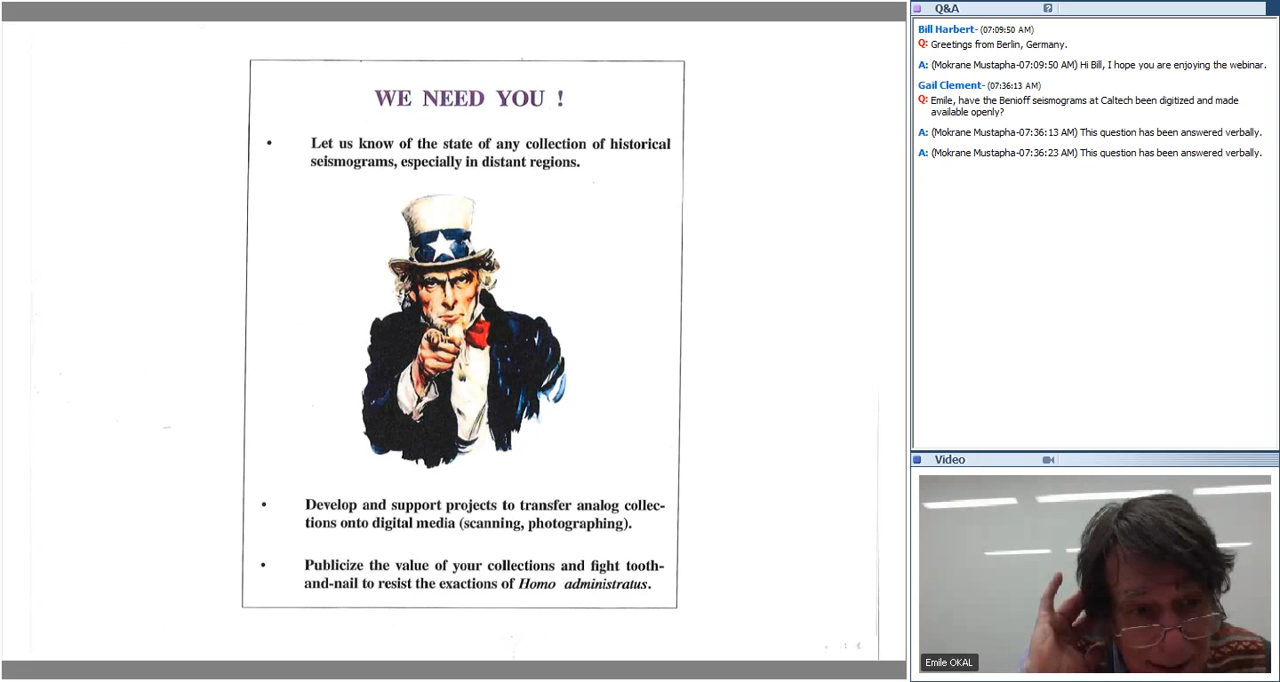 WE NEED YOU !
• Let us know of the state of any collection of historical
seismograms, especially in distant regions.
• Develop and support projects to transfer analog collec-
tions onto digital media (scanning, photographing).
• Publicize the value of your collections and fight tooth-
and-nail to resist the exactions of Homo administratus.
Q&A
Bill Harbert- (07:09:50 AM)
Q: Greetings from Berlin, Germany.
A: (Mokrane Mustapha-07:09:50 AM) Hi Bill, I hope you are enjoying the webinar.
Gail Clement- (07:36:13 AM)
Q: Emile, have the Benioff seismograms at Caltech been digitized and made
available openly?
A: (Mokrane Mustapha-07:36:13 AM) This question has been answered verbally.
A: (Mokrane Mustapha-07:36:23 AM) This question has been answered verbally.
Video
Emile OKAL